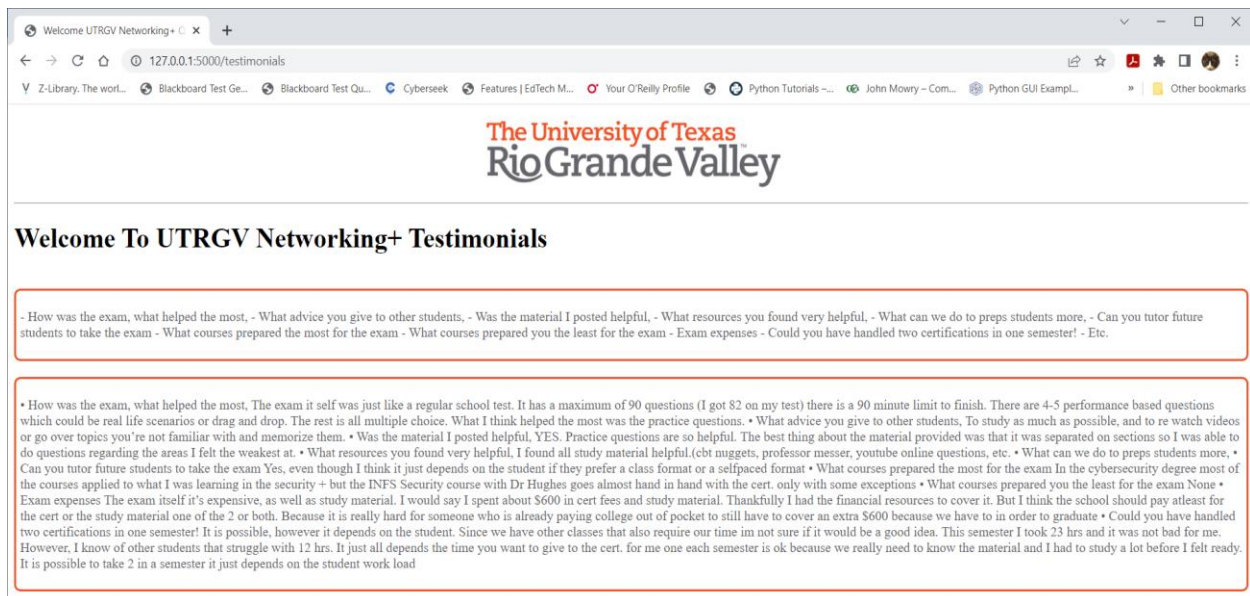 Welcome UTRGV Networking+ C
127.0.0.1:5000/testimonials
Z-Library. The worl... Blackboard Test Ge... Blackboard Test Qu... Cyberseek Features | EdTech M... Your O'Reilly Profile Python Tutorials –... John Mowry – Com... Python GUI Exampl... » Other bookmarks
The University of Texas
Rio Grande Valley
Welcome To UTRGV Networking+ Testimonials
- How was the exam, what helped the most, - What advice you give to other students, - Was the material I posted helpful, - What resources you found very helpful, - What can we do to preps students more, - Can you tutor future
students to take the exam - What courses prepared the most for the exam - What courses prepared you the least for the exam - Exam expenses - Could you have handled two certifications in one semester! - Etc.
• How was the exam, what helped the most, The exam it self was just like a regular school test. It has a maximum of 90 questions (I got 82 on my test) there is a 90 minute limit to finish. There are 4-5 performance based questions
which could be real life scenarios or drag and drop. The rest is all multiple choice. What I think helped the most was the practice questions. • What advice you give to other students, To study as much as possible, and to re watch videos
or go over topics you're not familiar with and memorize them. • Was the material I posted helpful, YES. Practice questions are so helpful. The best thing about the material provided was that it was separated on sections so I was able to
do questions regarding the areas I felt the weakest at. • What resources you found very helpful, I found all study material helpful.(cbt nuggets, professor messer, youtube online questions, etc. • What can we do to preps students more, •
Can you tutor future students to take the exam Yes, even though I think it just depends on the student if they prefer a class format or a selfpaced format • What courses prepared the most for the exam In the cybersecurity degree most of
the courses applied to what I was learning in the security + but the INFS Security course with Dr Hughes goes almost hand in hand with the cert. only with some exceptions • What courses prepared you the least for the exam None •
Exam expenses The exam itself it's expensive, as well as study material. I would say I spent about $600 in cert fees and study material. Thankfully I had the financial resources to cover it. But I think the school should pay atleast for
the cert or the study material one of the 2 or both. Because it is really hard for someone who is already paying college out of pocket to still have to cover an extra $600 because we have to in order to graduate • Could you have handled
two certifications in one semester! It is possible, however it depends on the student. Since we have other classes that also require our time im not sure if it would be a good idea. This semester I took 23 hrs and it was not bad for me.
However, I know of other students that struggle with 12 hrs. It just all depends the time you want to give to the cert. for me one each semester is ok because we really need to know the material and I had to study a lot before I felt ready.
It is possible to take 2 in a semester it just depends on the student work load